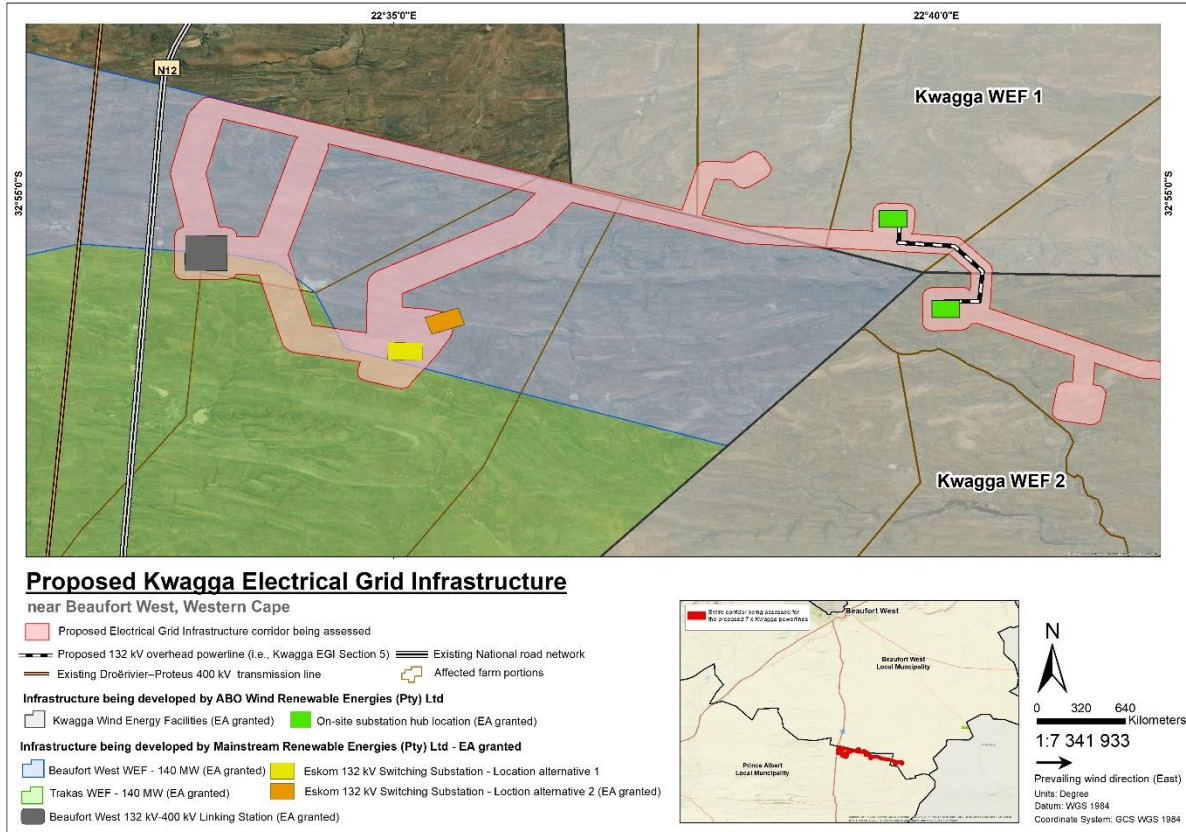 22°35'0"E
22°40'0"E
N12
Kwagga WEF 1
32°55'0"S
32°55'0"S
Kwagga WEF 2
Proposed Kwagga Electrical Grid Infrastructure
near Beaufort West, Western Cape
Proposed Electrical Grid Infrastructure corridor being assessed
Proposed 132 kV overhead powerline (i.e., Kwagga EGI Section 5)
Existing National road network
Existing Droërivier–Proteus 400 kV transmission line
Affected farm portions
Infrastructure being developed by ABO Wind Renewable Energies (Pty) Ltd
Kwagga Wind Energy Facilities (EA granted)
On-site substation hub location (EA granted)
Infrastructure being developed by Mainstream Renewable Energies (Pty) Ltd - EA granted
Beaufort West WEF - 140 MW (EA granted)
Eskom 132 kV Switching Substation - Location alternative 1
Trakas WEF - 140 MW (EA granted)
Eskom 132 kV Switching Substation - Loction alternative 2 (EA granted)
Beaufort West 132 kV-400 kV Linking Station (EA granted)
Entire corridor being assessed for
the proposed 7 x Kwagga powerlines
Beaufort West
Beaufort West
Local Municipality
Prince Albert
Local Municipality
N
0 320 640
Kilometers
1:7 341 933
Prevailing wind direction (East)
Units: Degree
Datum: WGS 1984
Coordinate System: GCS WGS 1984